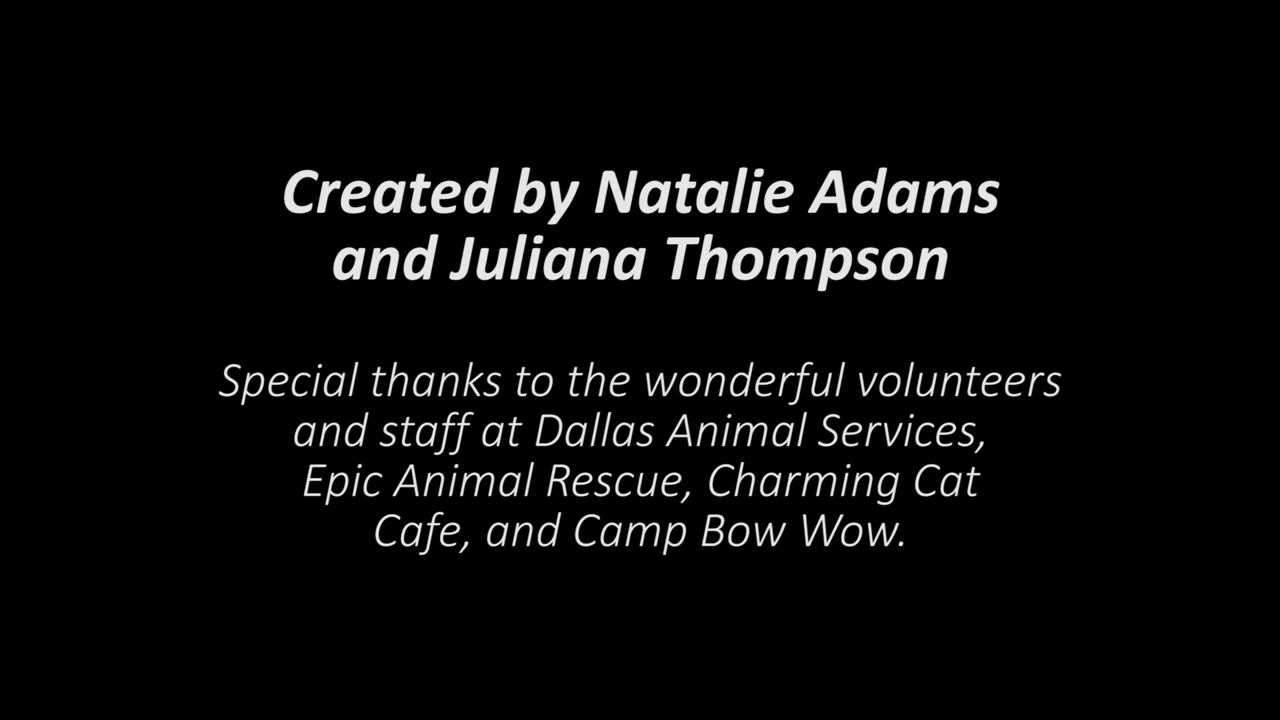 Created by Natalie Adams
and Juliana Thompson
Special thanks to the wonderful volunteers
and staff at Dallas Animal Services,
Epic Animal Rescue, Charming Cat
Cafe, and Camp Bow Wow.